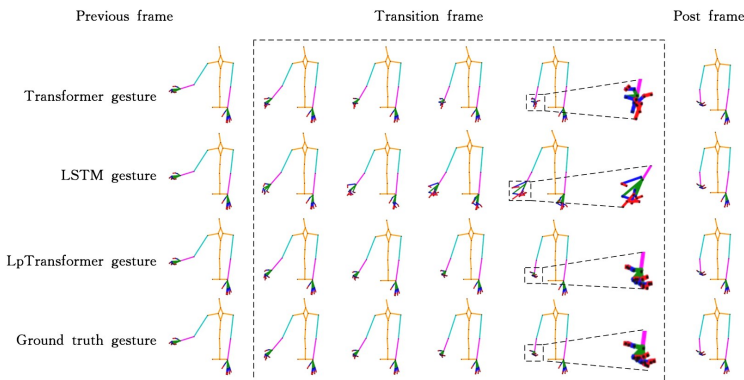 Previous frame
Transition frame
Post frame
Transformer gesture
LSTM gesture
LpTransformer gesture
Ground truth gesture